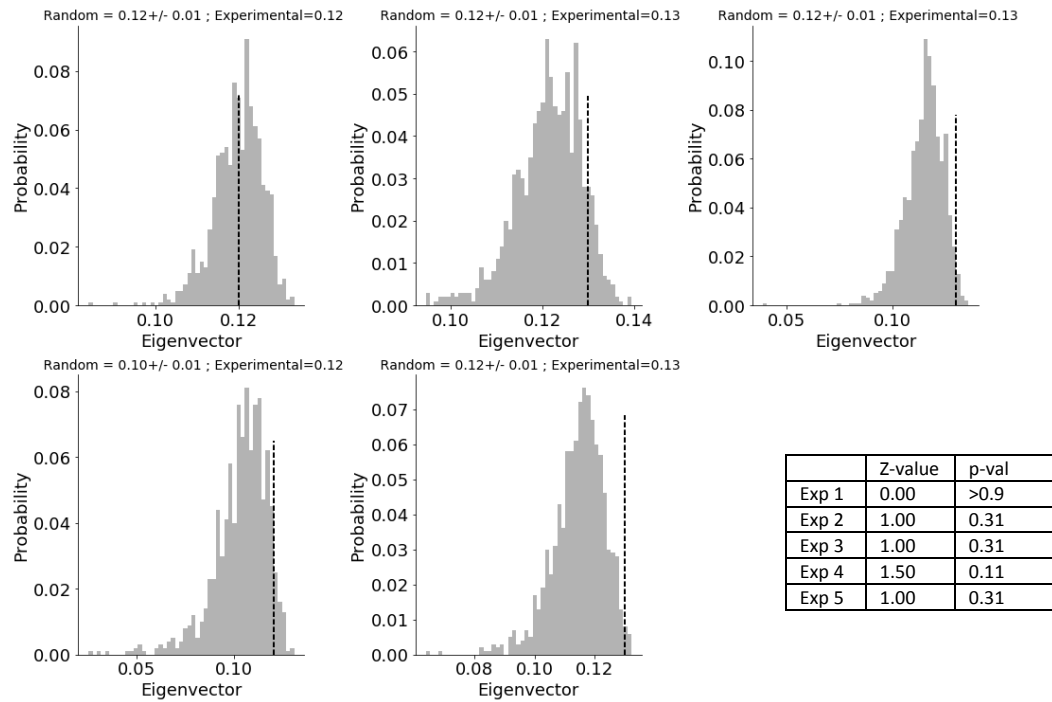 Random = 0.12+/- 0.01 ; Experimental=0.12
0.08
0.06
0.04
0.02
0.00
Probability
0.10 0.12
Eigenvector
Random = 0.12+/- 0.01 ; Experimental=0.13
0.06
0.05
0.04
0.03
0.02
0.01
0.00
Probability
0.10 0.12 0.14
Eigenvector
Random = 0.12+/- 0.01 ; Experimental=0.13
0.10
0.08
0.06
0.04
0.02
0.00
Probability
0.05 0.10
Eigenvector
Random = 0.10+/- 0.01 ; Experimental=0.12
0.08
0.06
0.04
0.02
0.00
Probability
0.05 0.10
Eigenvector
Random = 0.12+/- 0.01 ; Experimental=0.13
0.07
0.06
0.05
0.04
0.03
0.02
0.01
0.00
Probability
0.08 0.10 0.12
Eigenvector
Z-value p-val
Exp 1 0.00 >0.9
Exp 2 1.00 0.31
Exp 3 1.00 0.31
Exp 4 1.50 0.11
Exp 5 1.00 0.31